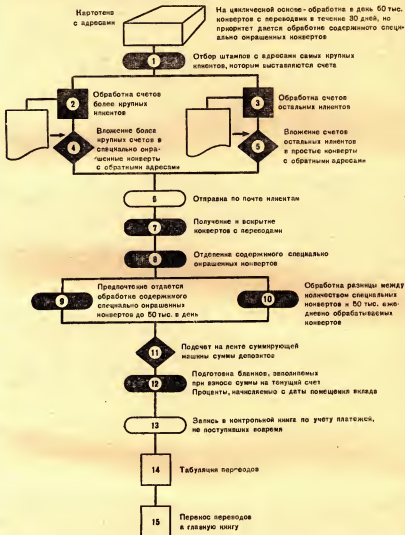 Картотека
с адресами
На циклической основе - обработка в день 50 тыс.
конвертов с переводами в течение 30 дней, но
приоритет дается обработке содержимого специ-
ально окрашенных конвертов
1
Отбор штампов с адресами самых крупных
клиентов, которым выставляются счета
2
Обработка счетов
более крупных
клиентов
3
Обработка счетов
остальных клиентов
4
Вложение более
крупных счетов в
специально окра-
шенные конверты
с обратными адресами
5
Вложение счетов
остальных клиентов
в простые конверты
с обратными адресами
6
Отправка по почте клиентам
7
Получение и вскрытие
конвертов с переводами
8
Отделение содержимого специально
окрашенных конвертов
9
Предпочтение отдается
обработке содержимого
специально окрашенных
конвертов до 50 тыс. в день
10
Обработка разницы между
количеством специальных
конвертов и 50 тыс. еже-
дневно обрабатываемых
конвертов
11
Подсчет на ленте суммирующей
машины суммы депозитов
12
Подготовка бланков, заполняемых
при взносе суммы на текущий счет
Проценты, начисляемые с даты помещения вклада
13
Запись в контрольной книге по учету платежей,
не поступивших вовремя
14
Табуляция переводов
15
Перенос переводов
в главную книгу